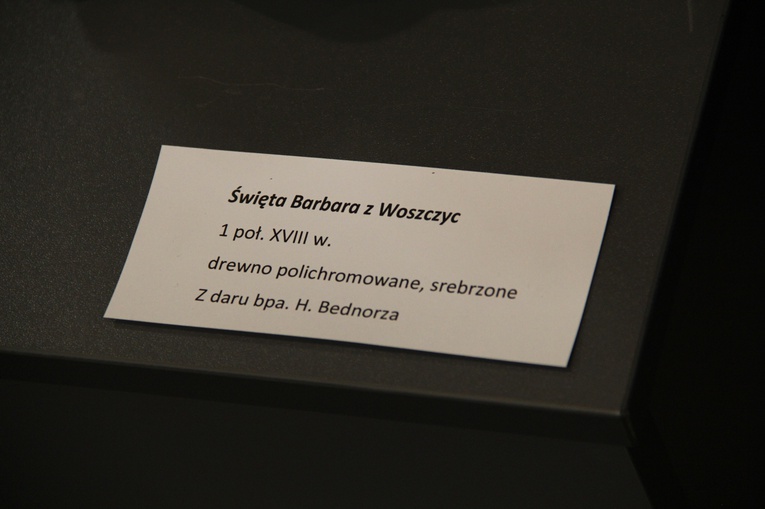 Święta Barbara z Woszczyc
1 poł. XVIII w.
drewno polichromowane, srebrzone
Z daru bpa. H. Bednorza